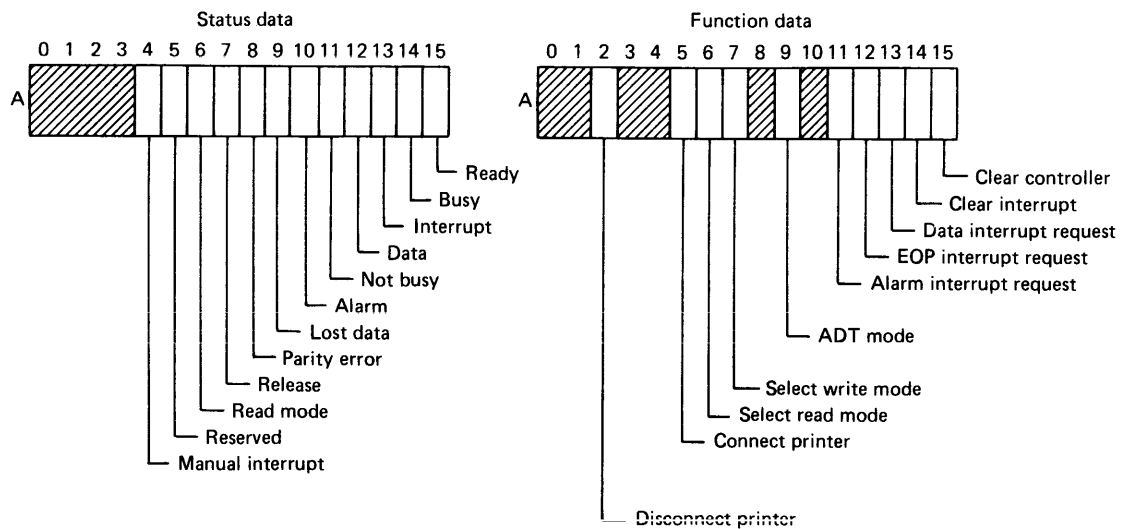 Status data
0 1 2 3 4 5 6 7 8 9 10 11 12 13 14 15
A
Ready
Busy
Interrupt
Data
Not busy
Alarm
Lost data
Parity error
Release
Read mode
Reserved
Manual interrupt
Function data
0 1 2 3 4 5 6 7 8 9 10 11 12 13 14 15
A
Clear controller
Clear interrupt
Data interrupt request
EOP interrupt request
Alarm interrupt request
ADT mode
Select write mode
Select read mode
Connect printer
Disconnect printer